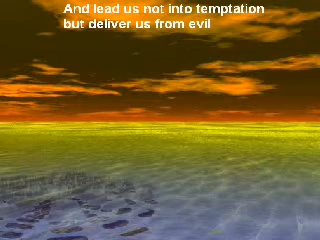 And lead us not into temptation
but deliver us from evil